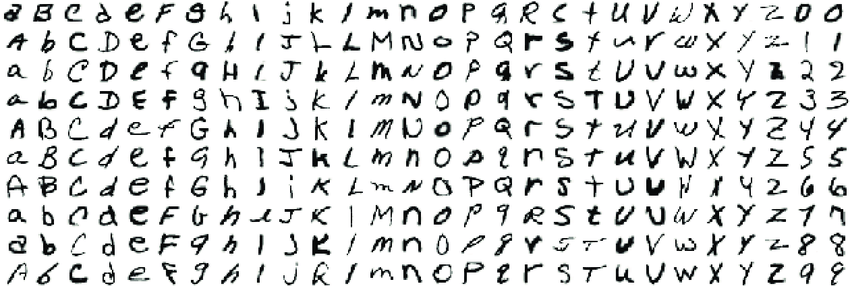 a B C d e F g h i j k l m n O P q R S t U V W X Y Z 0 0
A b C D e f G h l J L L M N O P Q r S t u r w X Y z 1 1
a b C D e f g H i J k L m N O P q r S t U V w X Y z 2 2
a b C D E f g h I j K l m N O P q r S T U V W X Y Z 3 3
A B C d e f G h l J K l M U o P Q r S t U V w X Y Z 4 4
a B C d e f g h i J k L m n O p q n S t u V W X Y Z 5 5
A B C d e f G h J i K L m N O P Q r S t U U N X Y 2 6 6
a b C d e F G h l J K l M n O P q R S t U U W X Y Z 7 7
a b C d e F g h l j K l m n O P q r S T U V w X Y z 8 8
A b C d e F g h i J R l m n O P q r S T U V W X Y Z 9 9